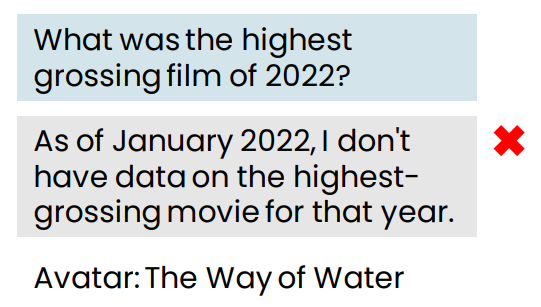 What was the highest
grossing film of 2022?
As of January 2022, I don't
have data on the highest-
grossing movie for that year.
Avatar: The Way of Water